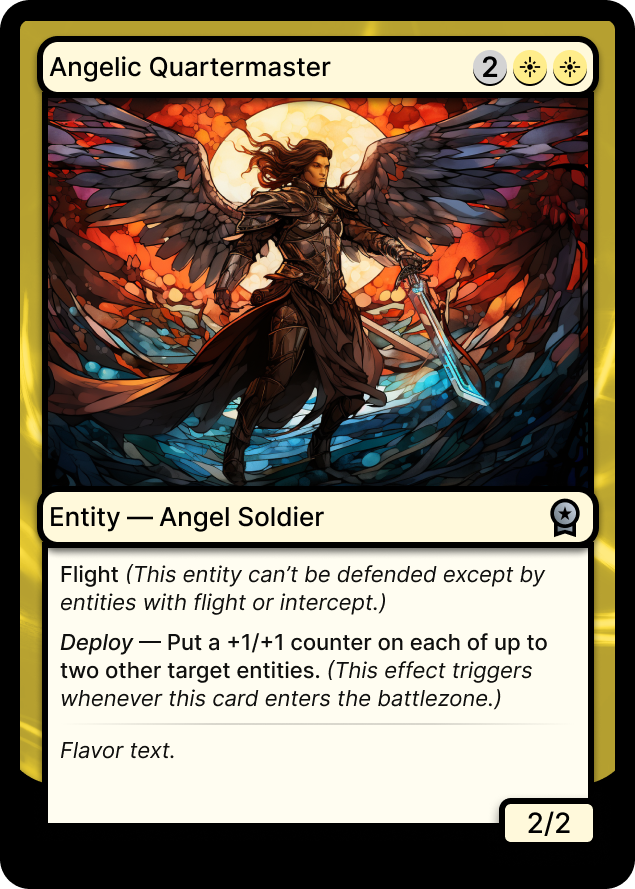 Angelic Quartermaster 2
Entity — Angel Soldier
Flight (This entity can’t be defended except by
entities with flight or intercept.)
Deploy — Put a +1/+1 counter on each of up to
two other target entities. (This effect triggers
whenever this card enters the battlezone.)
Flavor text.
2/2